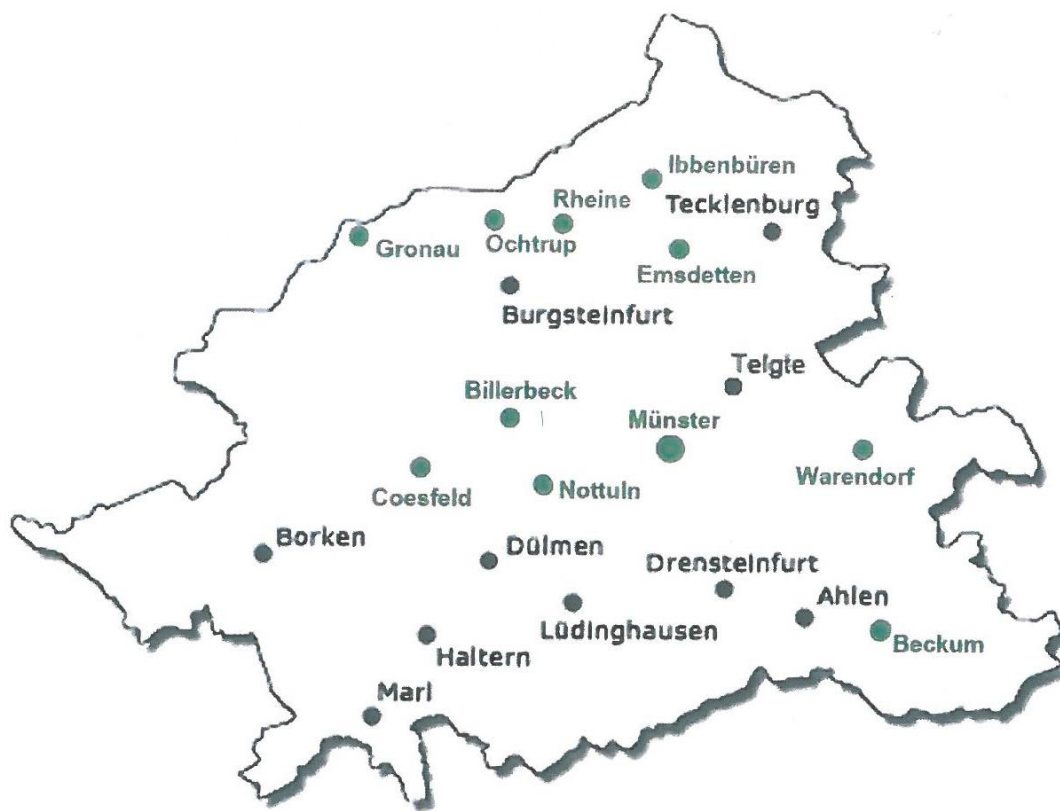 Ibbenbüren
Rheine
Tecklenburg
Gronau
Ochtrup
Emsdetten
Burgsteinfurt
Telgte
Billerbeck
Münster
Coesfeld
Nottuln
Warendorf
Borken
Dülmen
Drensteinfurt
Ahlen
Lüdinghausen
Beckum
Haltern
Marl